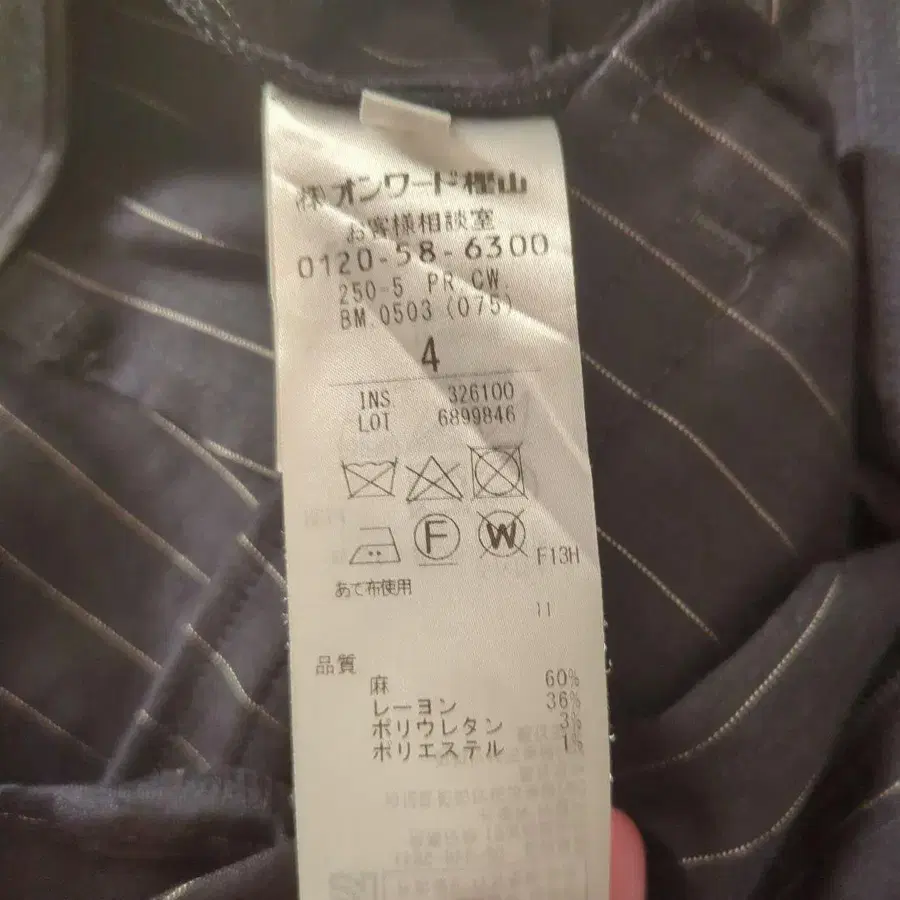 ㈱オンワード樫山
お客様相談室
0120-58-6300
250-5 PR CW.
BM.0503 (075)
4
INS. 326100
LOT 6899846
F W F13H
あて布使用
11
品質
麻 60%
レーヨン 36%
ポリウレタン 3%
ポリエステル 1%